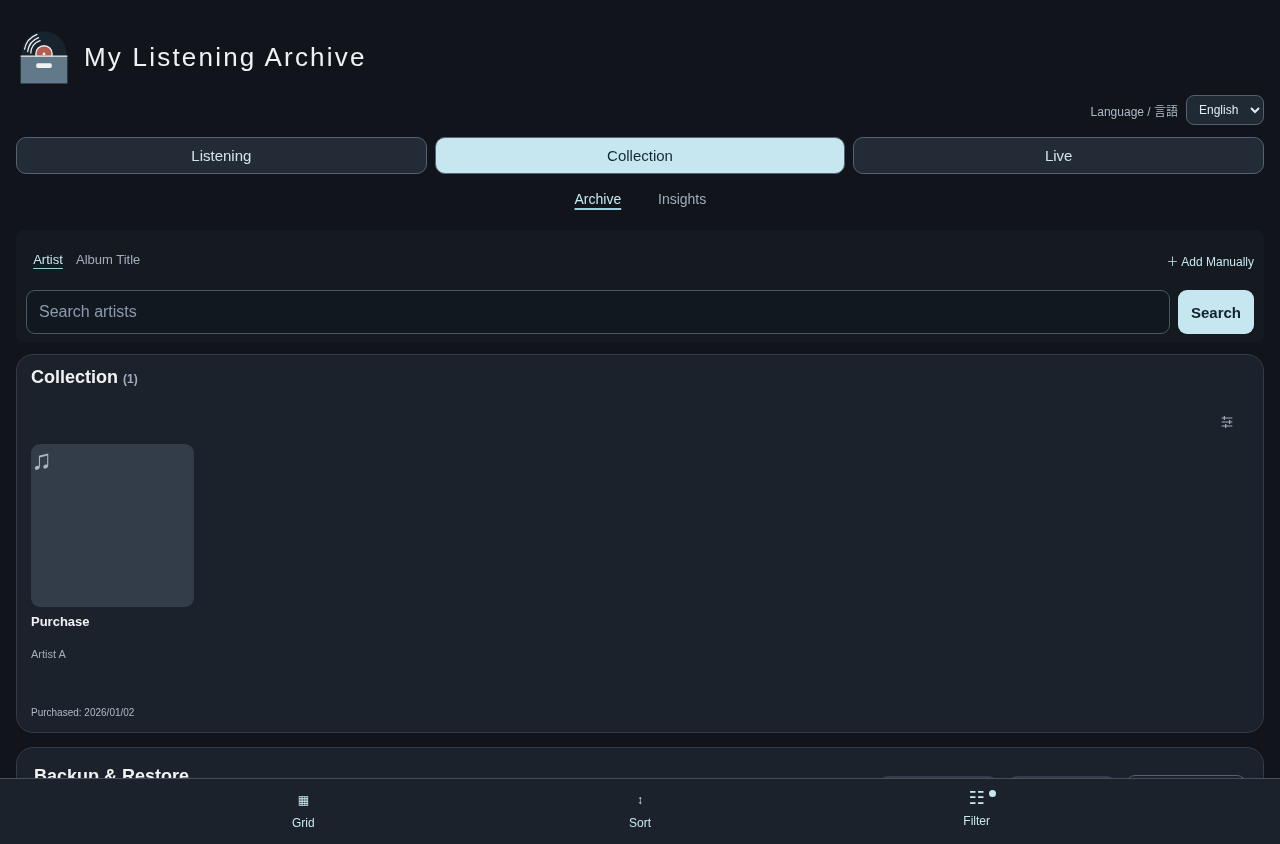 My Listening Archive
Language / 言語
English
Listening
Collection
Live
Archive
Insights
Artist
Album Title
＋ Add Manually
Search artists
Search
Collection (1)
Purchase
Artist A
Purchased: 2026/01/02
Backup & Restore
Grid
Sort
Filter